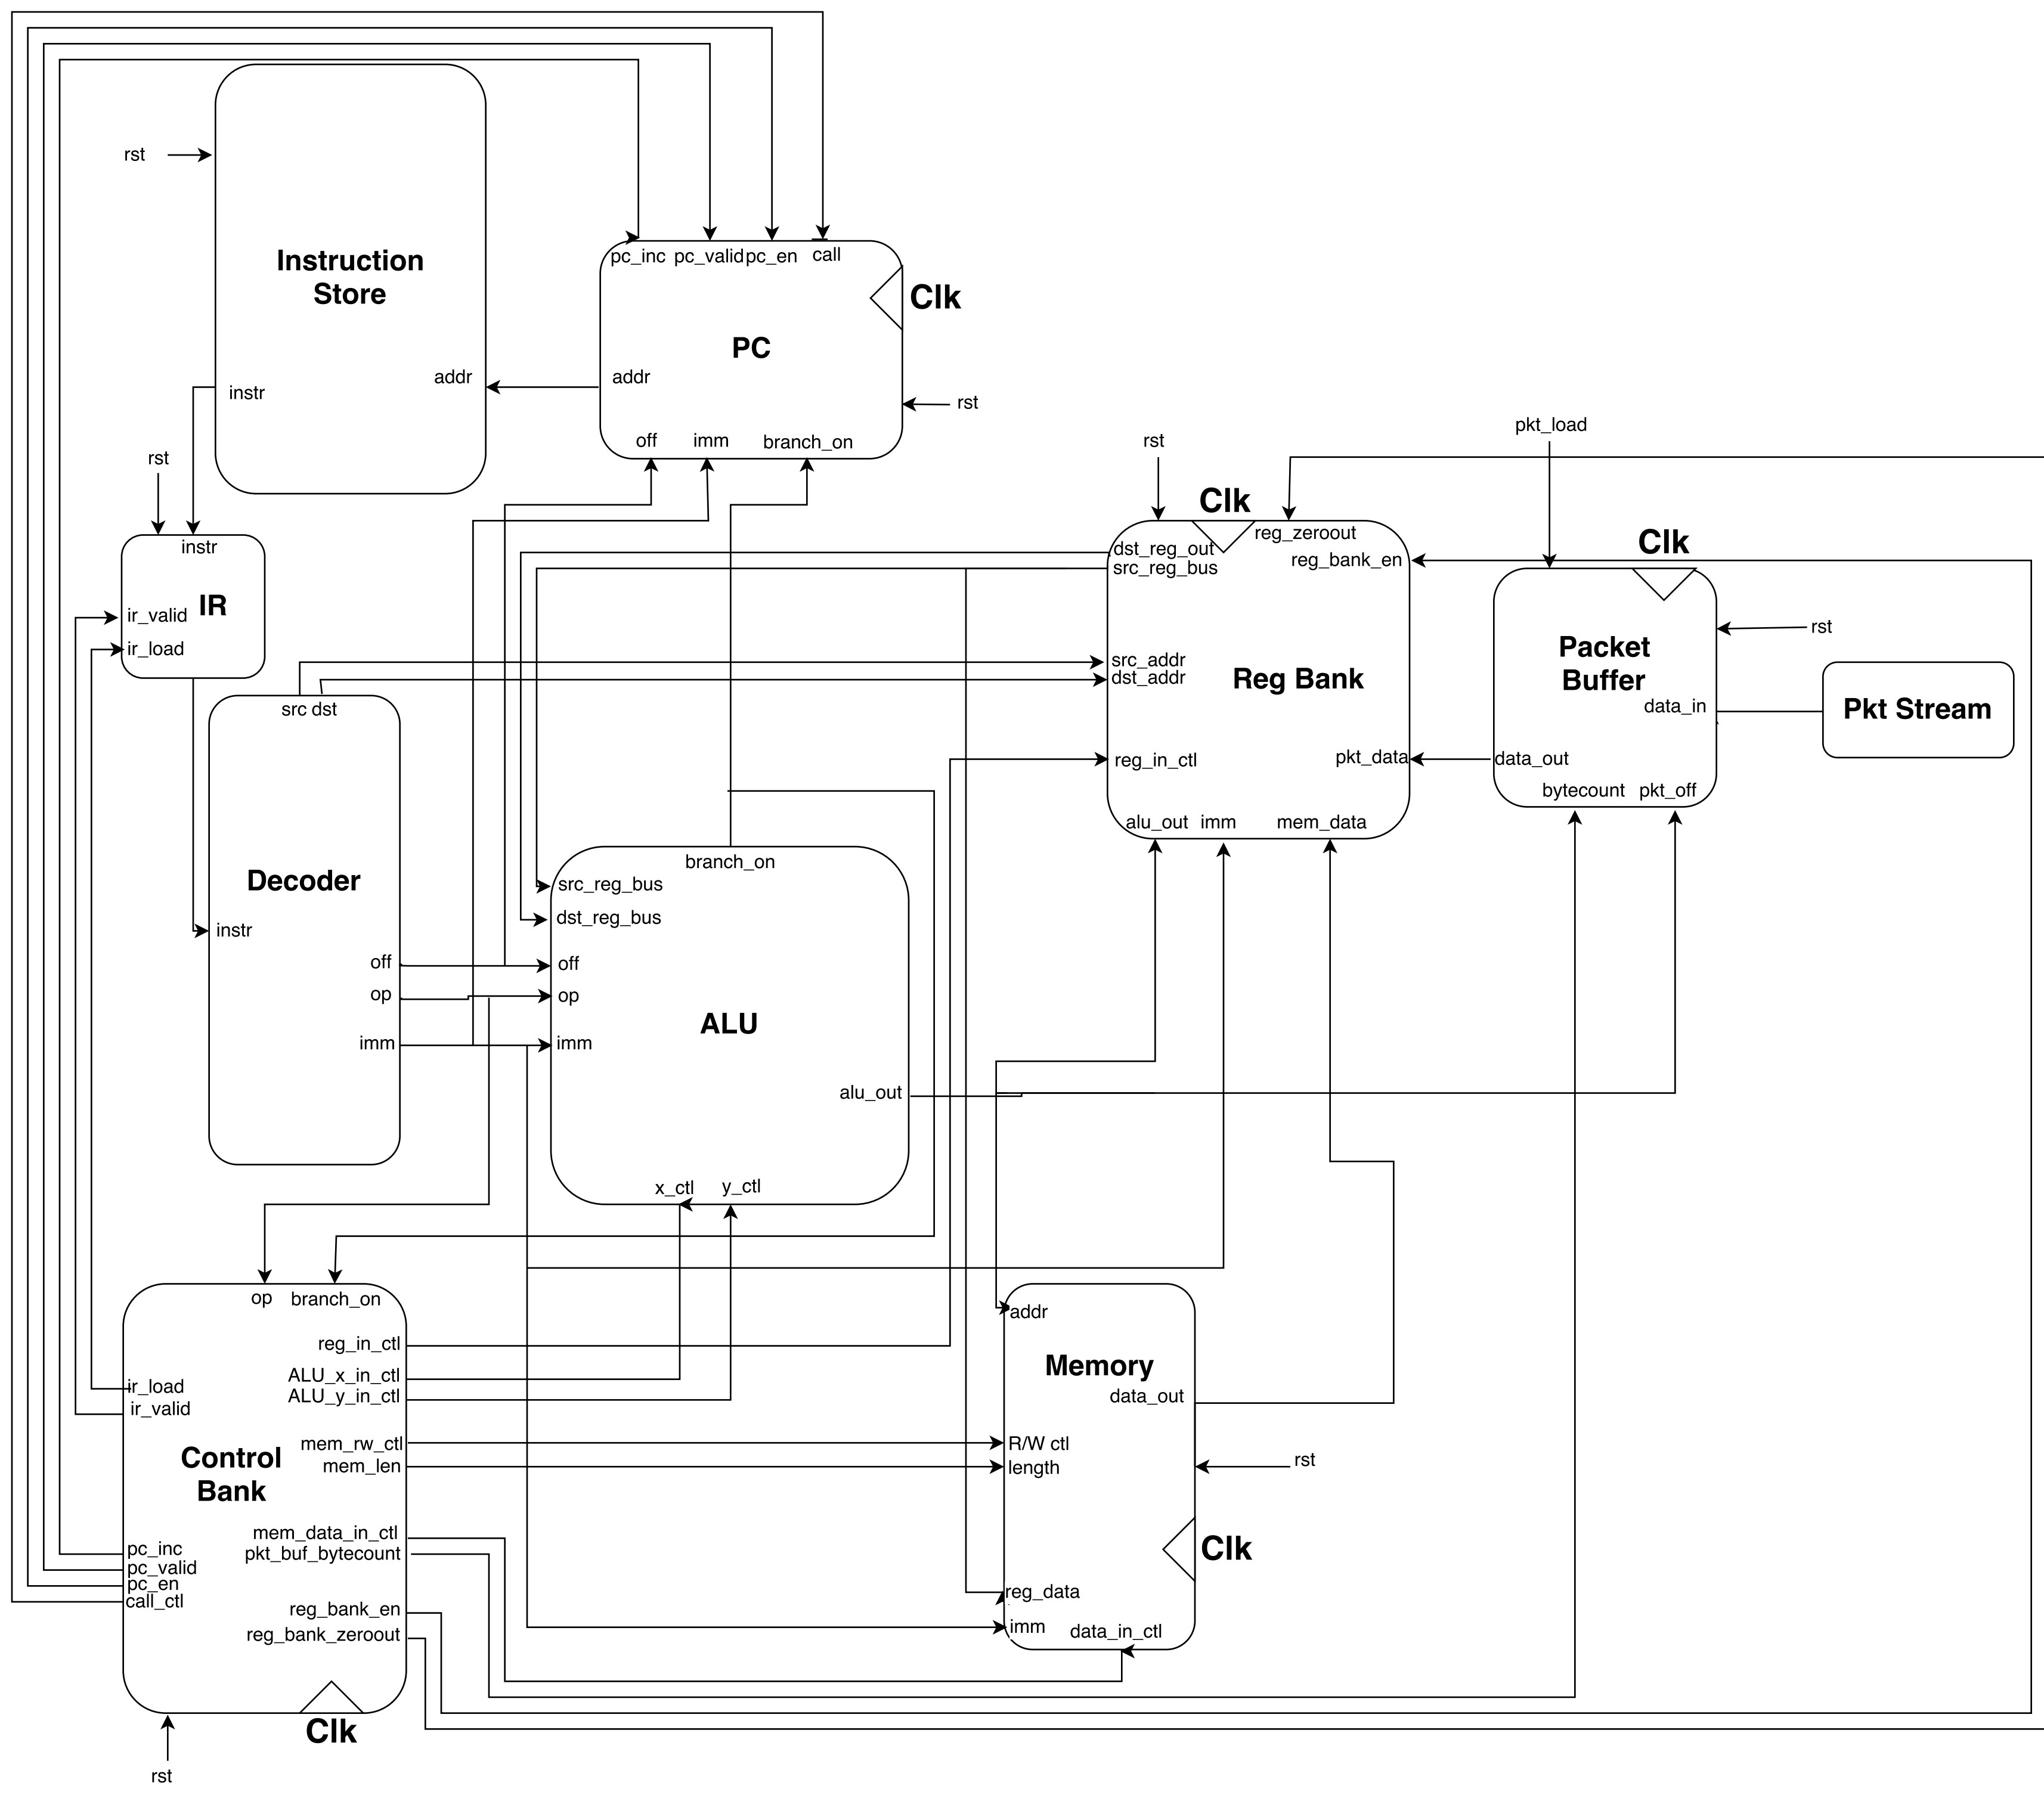 rst
Instruction
Store
instr
addr
pc_inc
pc_valid
pc_en
call
Clk
PC
addr
rst
off
imm
branch_on
rst
instr
ir_valid
IR
ir_load
src
dst
Decoder
instr
off
op
imm
branch_on
src_reg_bus
dst_reg_bus
off
op
imm
ALU
alu_out
x_ctl
y_ctl
rst
Clk
reg_zeroout
dst_reg_out
src_reg_bus
reg_bank_en
src_addr
dst_addr
Reg Bank
reg_in_ctl
pkt_data
alu_out
imm
mem_data
pkt_load
Clk
rst
Packet
Buffer
data_in
data_out
bytecount
pkt_off
Pkt Stream
op
branch_on
reg_in_ctl
ALU_x_in_ctl
ALU_y_in_ctl
ir_load
ir_valid
mem_rw_ctl
mem_len
Control
Bank
mem_data_in_ctl
pkt_buf_bytecount
pc_inc
pc_valid
pc_en
call_ctl
reg_bank_en
reg_bank_zeroout
Clk
rst
addr
Memory
data_out
R/W ctl
length
rst
Clk
reg_data
imm
data_in_ctl